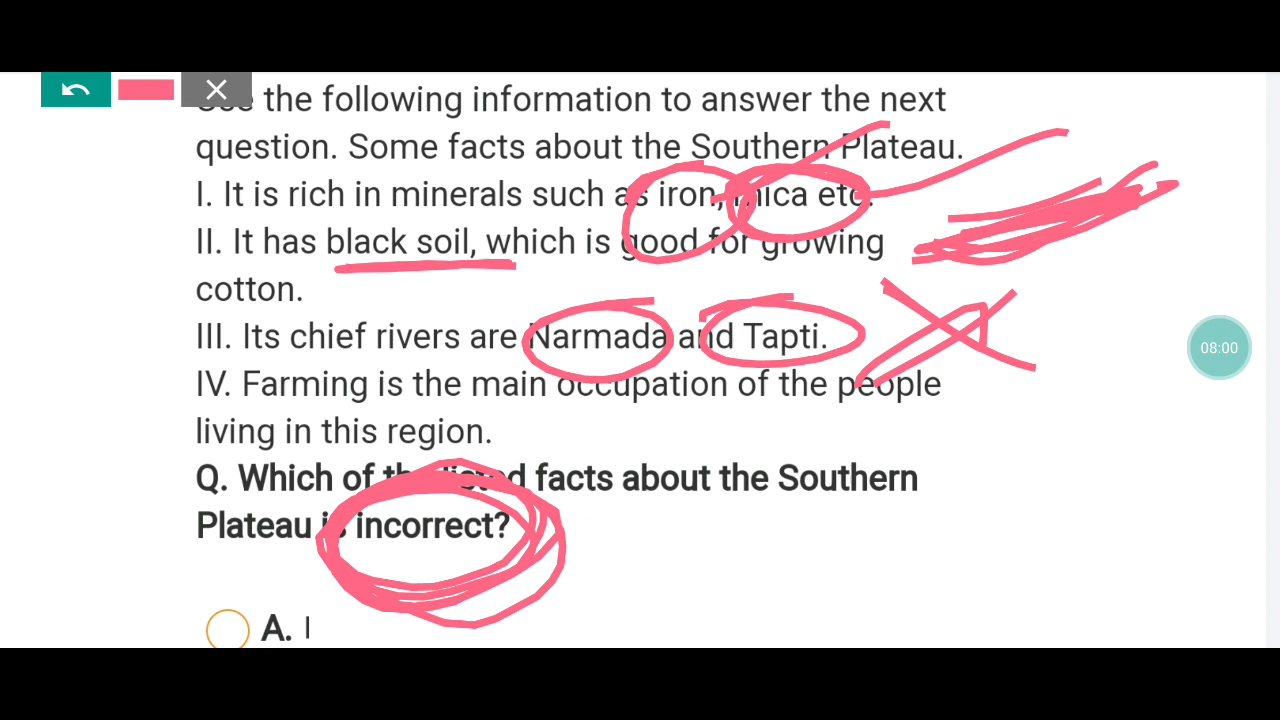 Use the following information to answer the next
question. Some facts about the Southern Plateau.
I. It is rich in minerals such as iron, mica etc.
II. It has black soil, which is good for growing
cotton.
III. Its chief rivers are Narmada and Tapti.
IV. Farming is the main occupation of the people
living in this region.
Q. Which of the listed facts about the Southern
Plateau is incorrect?
A. I
08:00